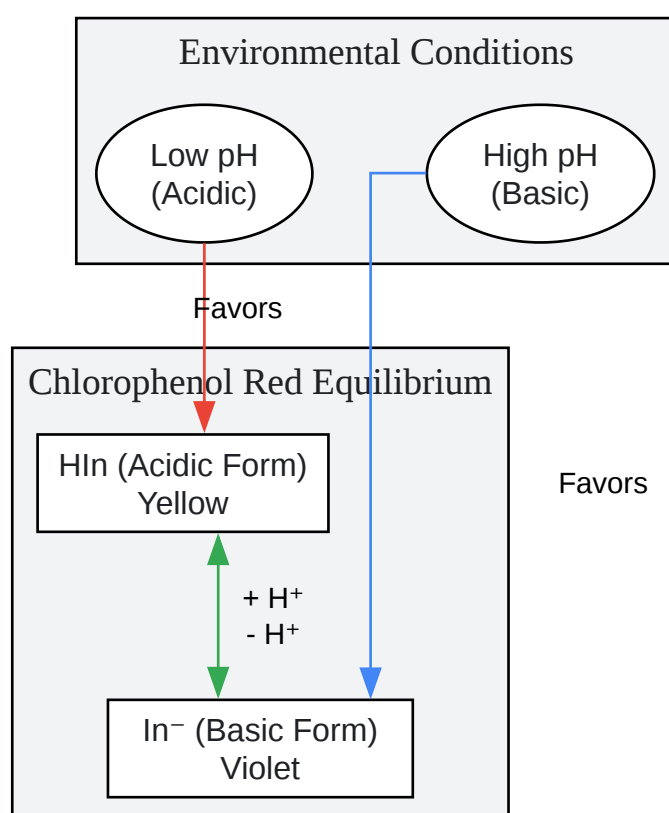 Environmental Conditions
Low pH
(Acidic)
High pH
(Basic)
Favors
Chlorophenol Red Equilibrium
HIn (Acidic Form)
Yellow
Favors
+ H⁺
- H⁺
In⁻ (Basic Form)
Violet